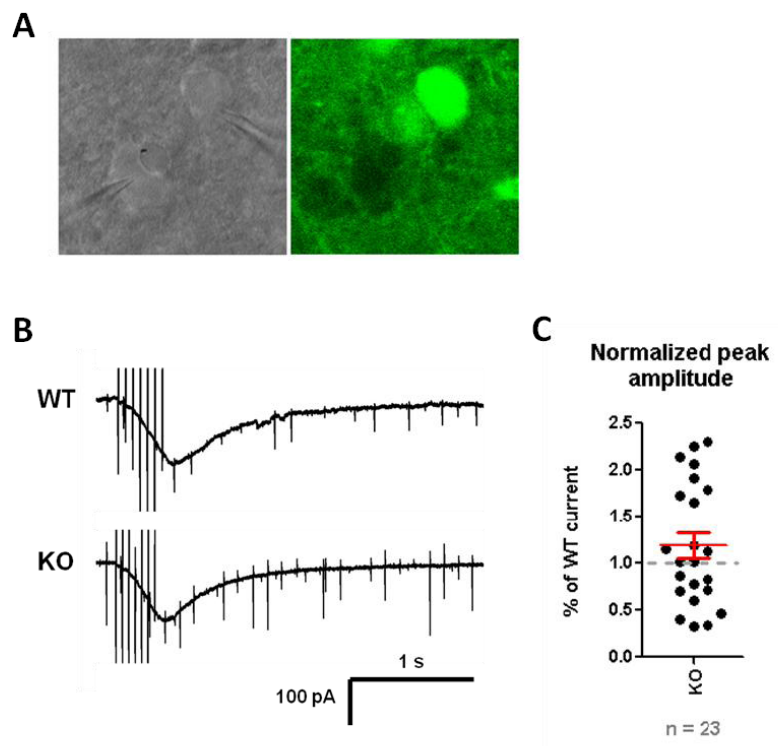 A
B
WT
KO
1 s
100 pA
C
Normalized peak
amplitude
% of WT current
2.5
2.0
1.5
1.0
0.5
0.0
KO
n = 23